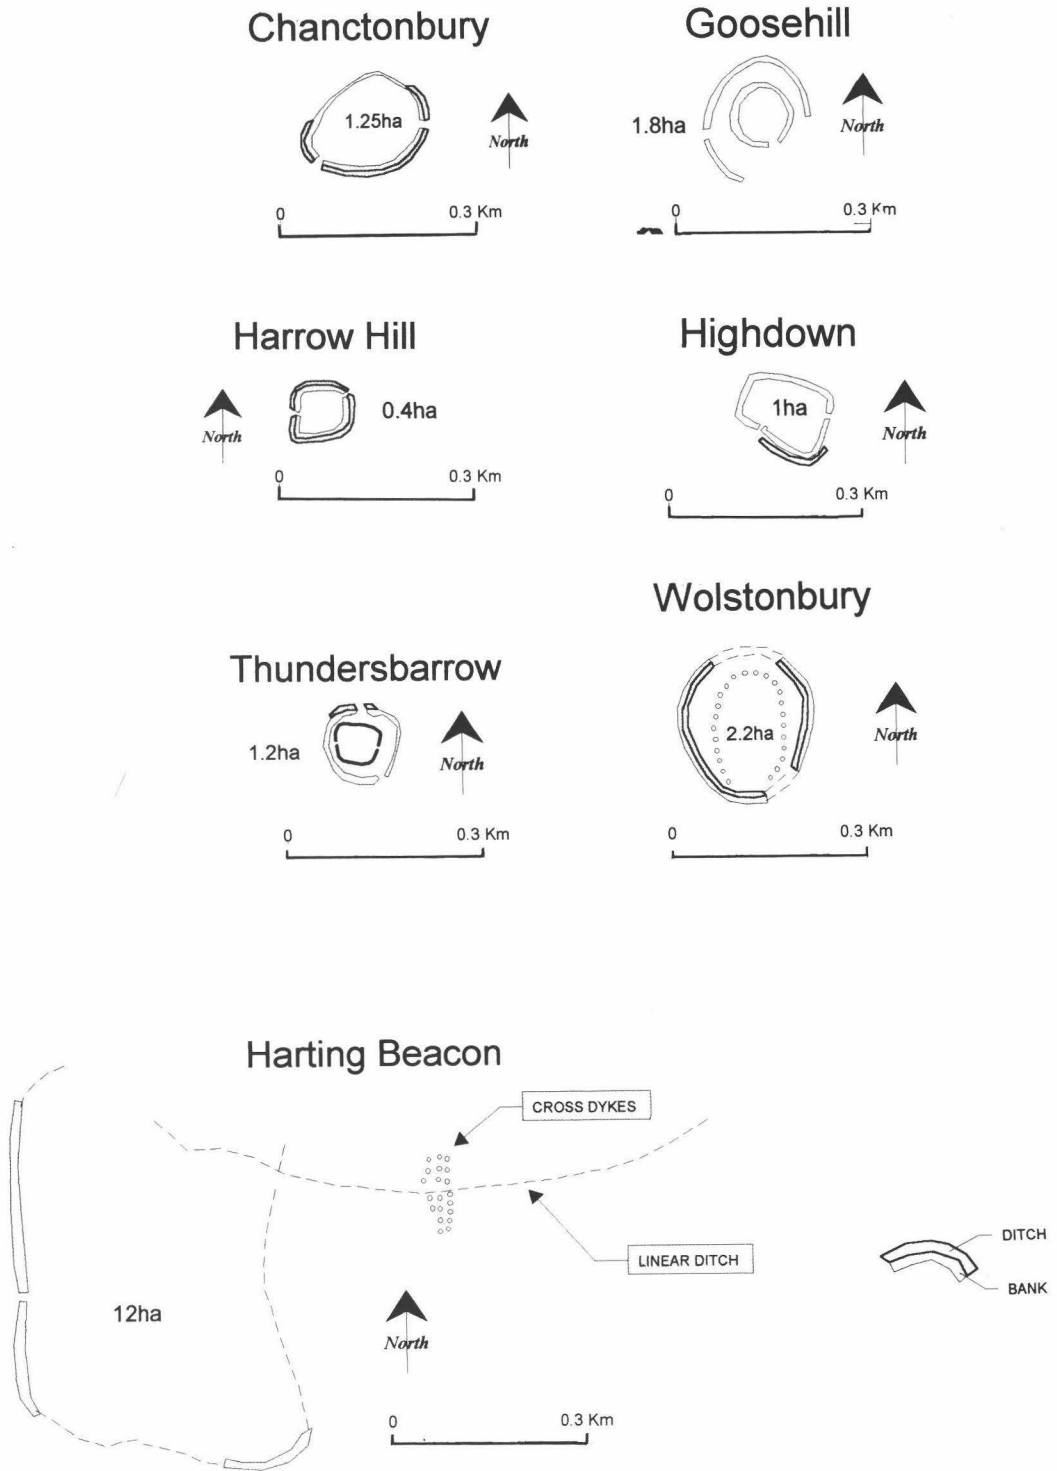 Chanctonbury
1.25ha
North
0
0.3 Km
Goosehill
1.8ha
North
0
0.3 Km
Harrow Hill
North
0.4ha
0
0.3 Km
Highdown
1ha
North
0
0.3 Km
Thundersbarrow
1.2ha
North
0
0.3 Km
Wolstonbury
2.2ha
North
0
0.3 Km
Harting Beacon
CROSS DYKES
LINEAR DITCH
12ha
North
0
0.3 Km
DITCH
BANK